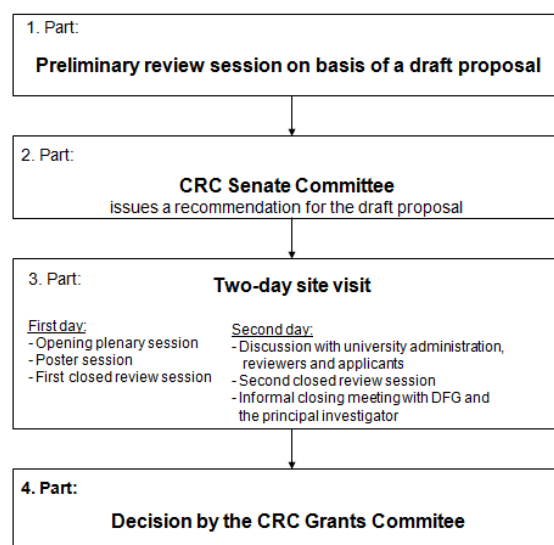 1. Part:
Preliminary review session on basis of a draft proposal
2. Part:
CRC Senate Committee
issues a recommendation for the draft proposal
3. Part:
Two-day site visit
First day:
- Opening plenary session
- Poster session
- First closed review session
Second day:
- Discussion with university administration,
reviewers and applicants
- Second closed review session
- Informal closing meeting with DFG and
the principal investigator
4. Part:
Decision by the CRC Grants Commitee